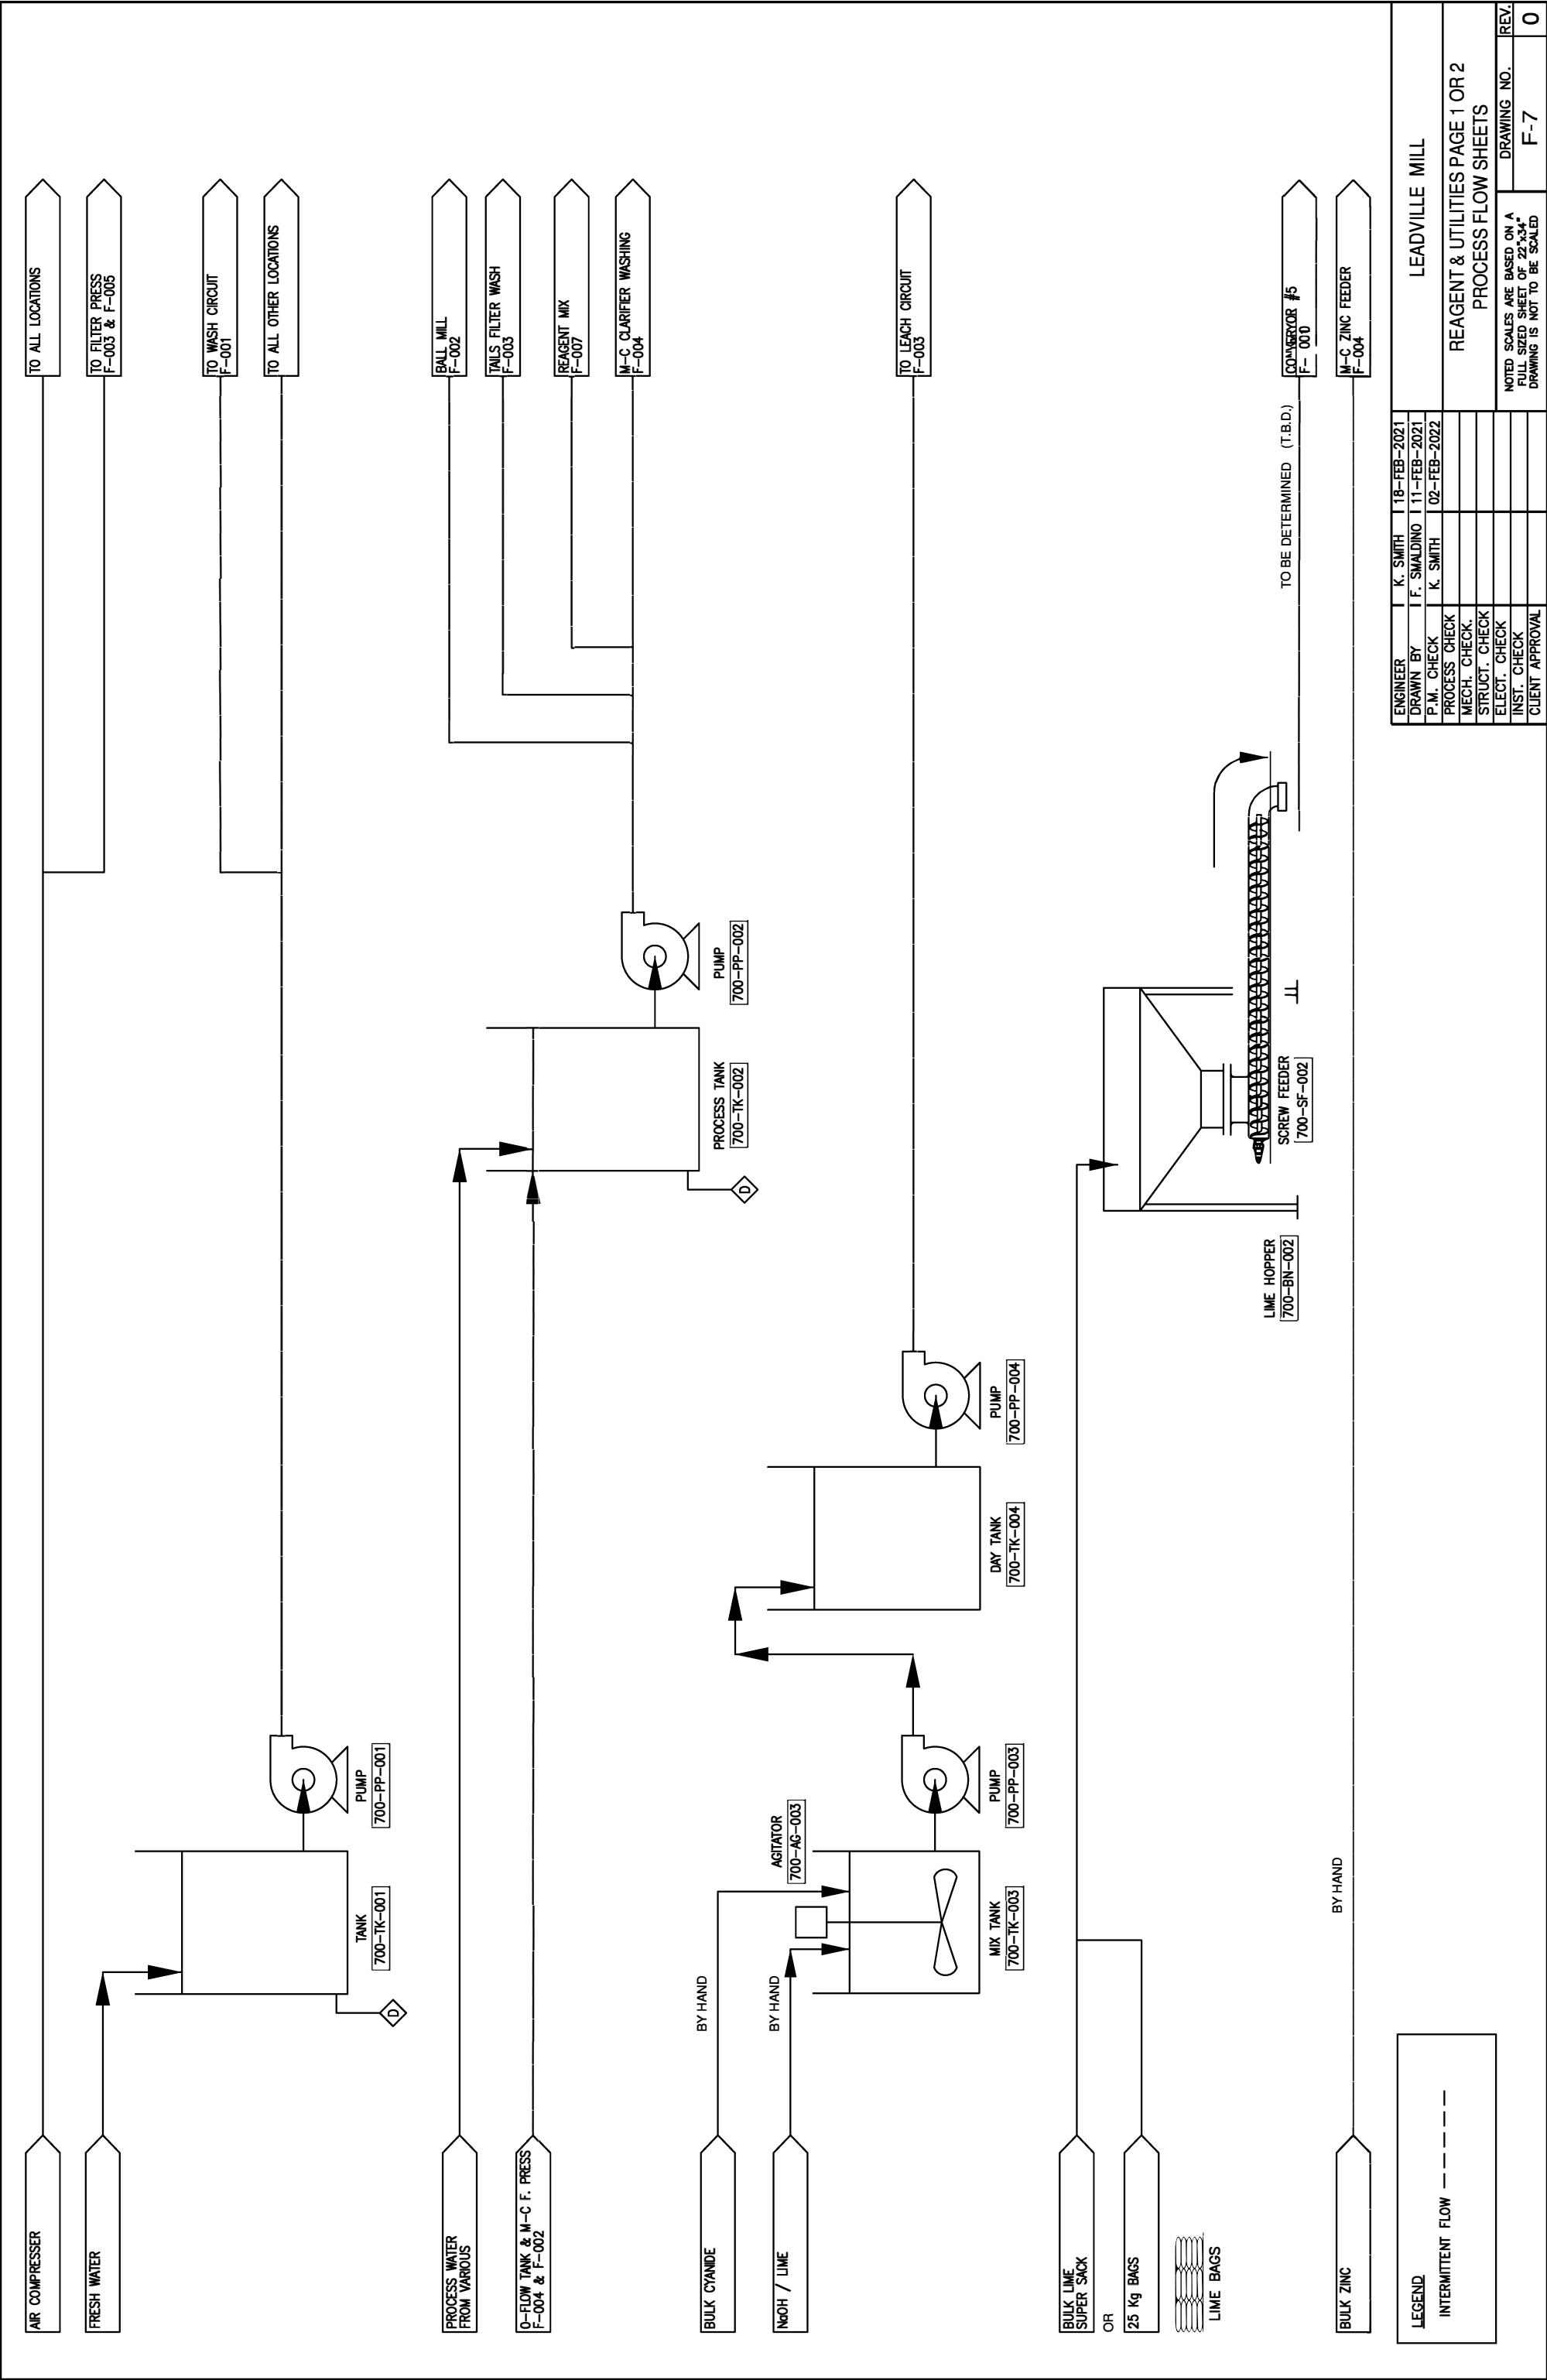 AIR COMPRESSER
TO ALL LOCATIONS
TO FILTER PRESS
F-003 & F-005
FRESH WATER
TANK
700-TK-001
D
PUMP
700-PP-001
TO WASH CIRCUIT
F-001
TO ALL OTHER LOCATIONS
PROCESS WATER
FROM VARIOUS
O-FLOW TANK & M-C F. PRESS
F-004 & F-002
PROCESS TANK
700-TK-002
D
PUMP
700-PP-002
BALL MILL
F-002
TAILS FILTER WASH
F-003
REAGENT MIX
F-007
M-C CLARIFIER WASHING
F-004
BULK CYANIDE
BY HAND
NaOH / LIME
BY HAND
AGITATOR
700-AG-003
MIX TANK
700-TK-003
PUMP
700-PP-003
DAY TANK
700-TK-004
PUMP
700-PP-004
TO LEACH CIRCUIT
F-003
BULK LIME
SUPER SACK
OR
25 Kg BAGS
LIME BAGS
LIME HOPPER
700-BN-002
SCREW FEEDER
700-SF-002
TO BE DETERMINED (T.B.D.)
#5
F- 001
BULK ZINC
BY HAND
M-C ZINC FEEDER
F-004
LEGEND
INTERMITTENT FLOW
ENGINEER K. SMITH 18-FEB-2021
DRAWN BY F. SMALDINO 11-FEB-2021
P.M. CHECK K. SMITH 02-FEB-2022
PROCESS CHECK
MECH. CHECK.
STRUCT. CHECK
ELECT. CHECK
INST. CHECK
CLIENT APPROVAL
LEADVILLE MILL
REAGENT & UTILITIES PAGE 1 OR 2
PROCESS FLOW SHEETS
NOTED SCALES ARE BASED ON A
FULL SIZED SHEET OF 22"x34"
DRAWING IS NOT TO BE SCALED
DRAWING NO.
F-7
REV.
0